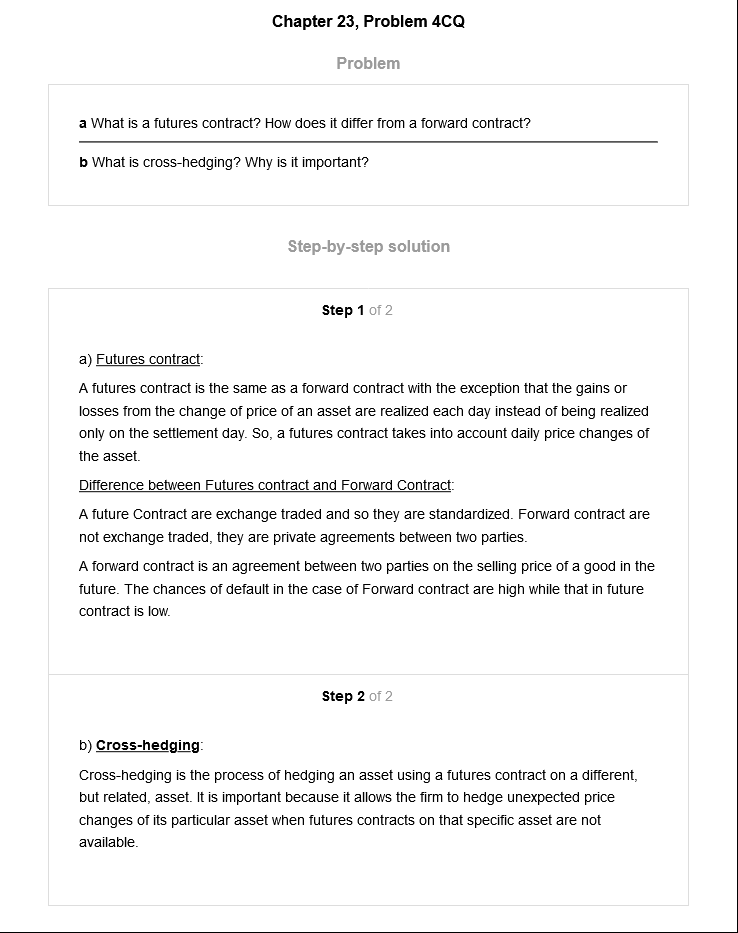 Chapter 23, Problem 4CQ
Problem
a What is a futures contract? How does it differ from a forward contract?
b What is cross-hedging? Why is it important?
Step-by-step solution
Step 1 of 2
a) Futures contract:
A futures contract is the same as a forward contract with the exception that the gains or
losses from the change of price of an asset are realized each day instead of being realized
only on the settlement day. So, a futures contract takes into account daily price changes of
the asset.
Difference between Futures contract and Forward Contract:
A future Contract are exchange traded and so they are standardized. Forward contract are
not exchange traded, they are private agreements between two parties.
A forward contract is an agreement between two parties on the selling price of a good in the
future. The chances of default in the case of Forward contract are high while that in future
contract is low.
Step 2 of 2
b) Cross-hedging:
Cross-hedging is the process of hedging an asset using a futures contract on a different,
but related, asset. It is important because it allows the firm to hedge unexpected price
changes of its particular asset when futures contracts on that specific asset are not
available.